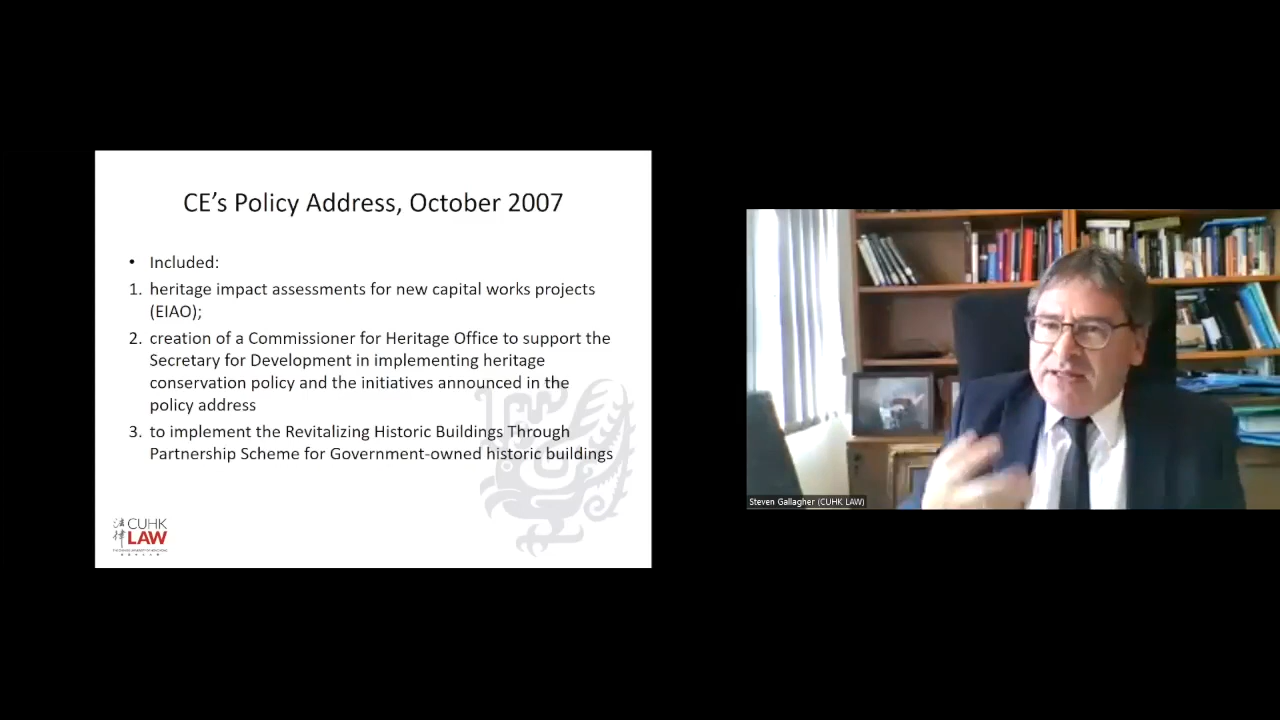 CE’s Policy Address, October 2007
• Included:
1. heritage impact assessments for new capital works projects
(EIAO);
2. creation of a Commissioner for Heritage Office to support the
Secretary for Development in implementing heritage
conservation policy and the initiatives announced in the
policy address
3. to implement the Revitalizing Historic Buildings Through
Partnership Scheme for Government-owned historic buildings
法 CUHK
律 LAW
Steven Gallagher (CUHK LAW)